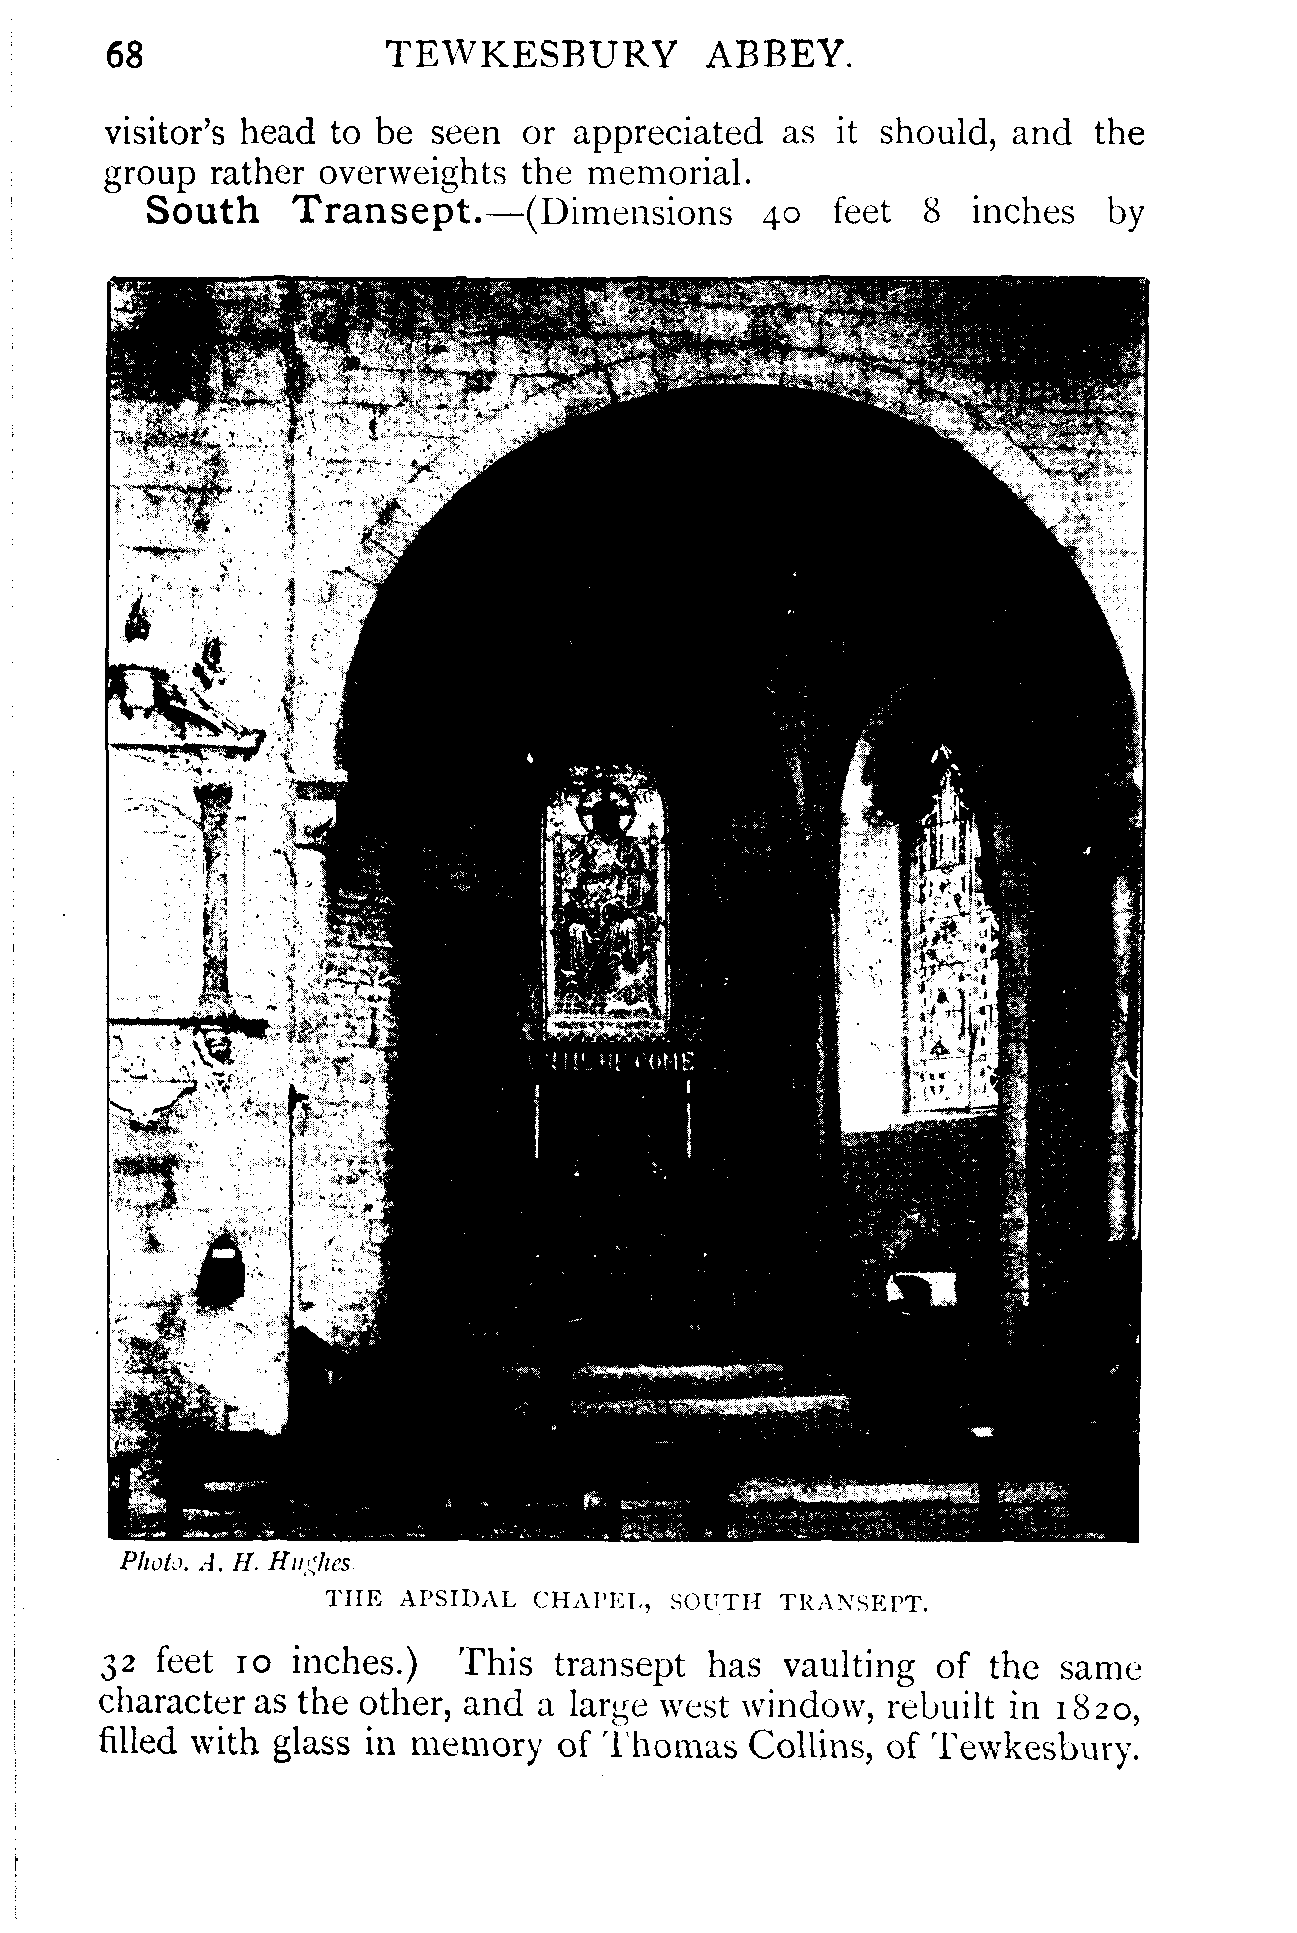 68 TEWKESBURY ABBEY.
visitor's head to be seen or appreciated as it should, and the
group rather overweights the memorial.
South Transept.—(Dimensions 40 feet 8 inches by
COME
Photo. A. H. Hughes
THE APSIDAL CHAPEL, SOUTH TRANSEPT.
32 feet 10 inches.) This transept has vaulting of the same
character as the other, and a large west window, rebuilt in 1820,
filled with glass in memory of Thomas Collins, of Tewkesbury.